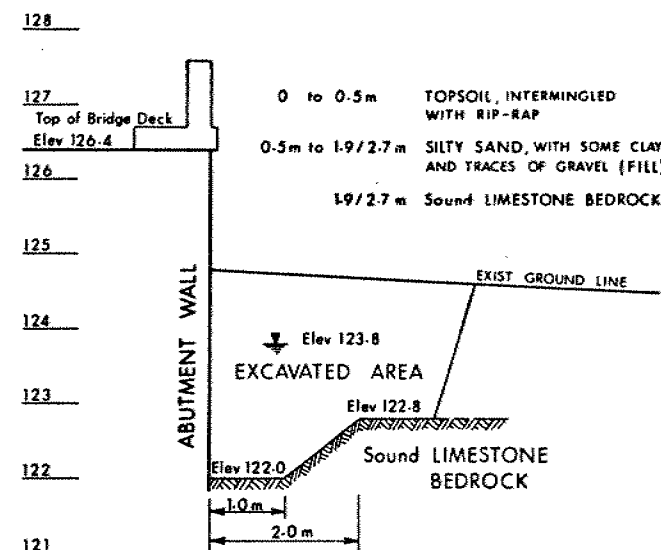 128
127
Top of Bridge Deck
Elev 126.4
126
125
124
123
122
121
0 to 0.5m TOPSOIL, INTERMINGLED
WITH RIP-RAP
0.5m to 1.9/2.7 m SILTY SAND, WITH SOME CLAY
AND TRACES OF GRAVEL (FILL)
1.9/2.7 m Sound LIMESTONE BEDROCK
EXIST GROUND LINE
ABUTMENT WALL
Elev 123.8
EXCAVATED AREA
Elev 122.8
Elev 122.0
Sound LIMESTONE
BEDROCK
1.0m
2.0m